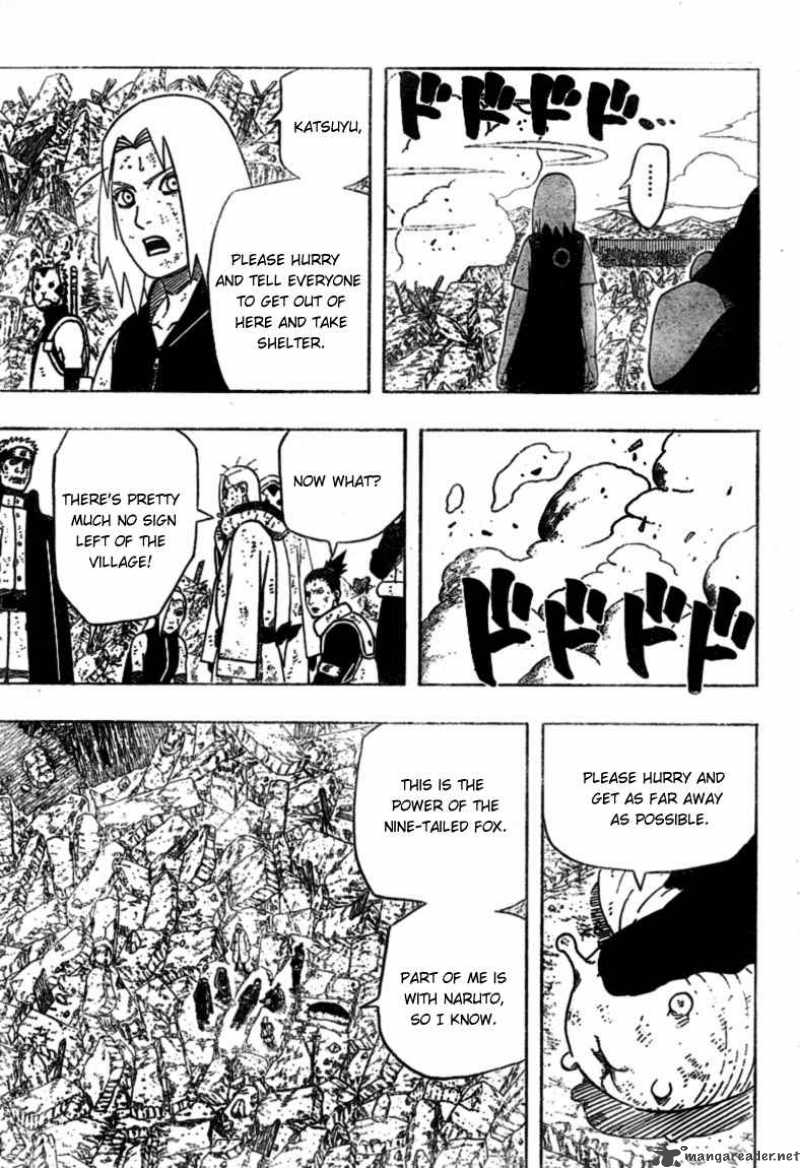 ドドドド...
......
KATSUYU,
PLEASE HURRY
AND TELL EVERYONE
TO GET OUT OF
HERE AND TAKE
SHELTER.
ドドドド
NOW WHAT?
THERE'S PRETTY
MUCH NO SIGN
LEFT OF THE
VILLAGE!
PLEASE HURRY AND
GET AS FAR AWAY
AS POSSIBLE.
THIS IS THE
POWER OF THE
NINE-TAILED FOX.
PART OF ME IS
WITH NARUTO,
SO I KNOW.
mangareader.net